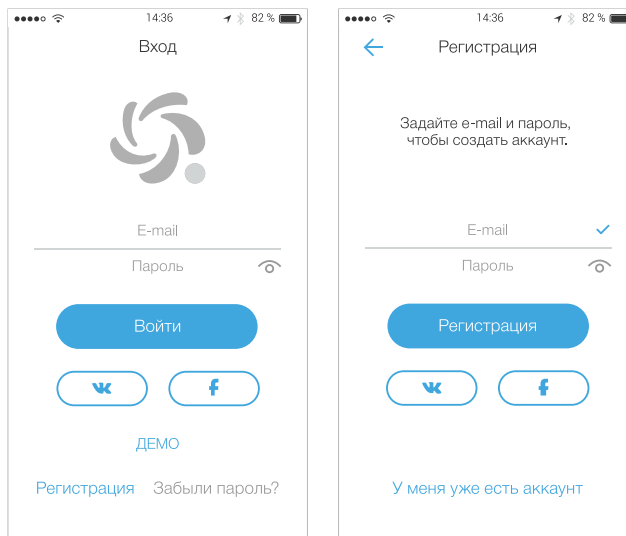 14:36
82 %
Вход
E-mail
Пароль
Войти
ДЕМО
Регистрация Забыли пароль?
14:36
82 %
Регистрация
Задайте e-mail и пароль,
чтобы создать аккаунт.
E-mail
Пароль
Регистрация
У меня уже есть аккаунт